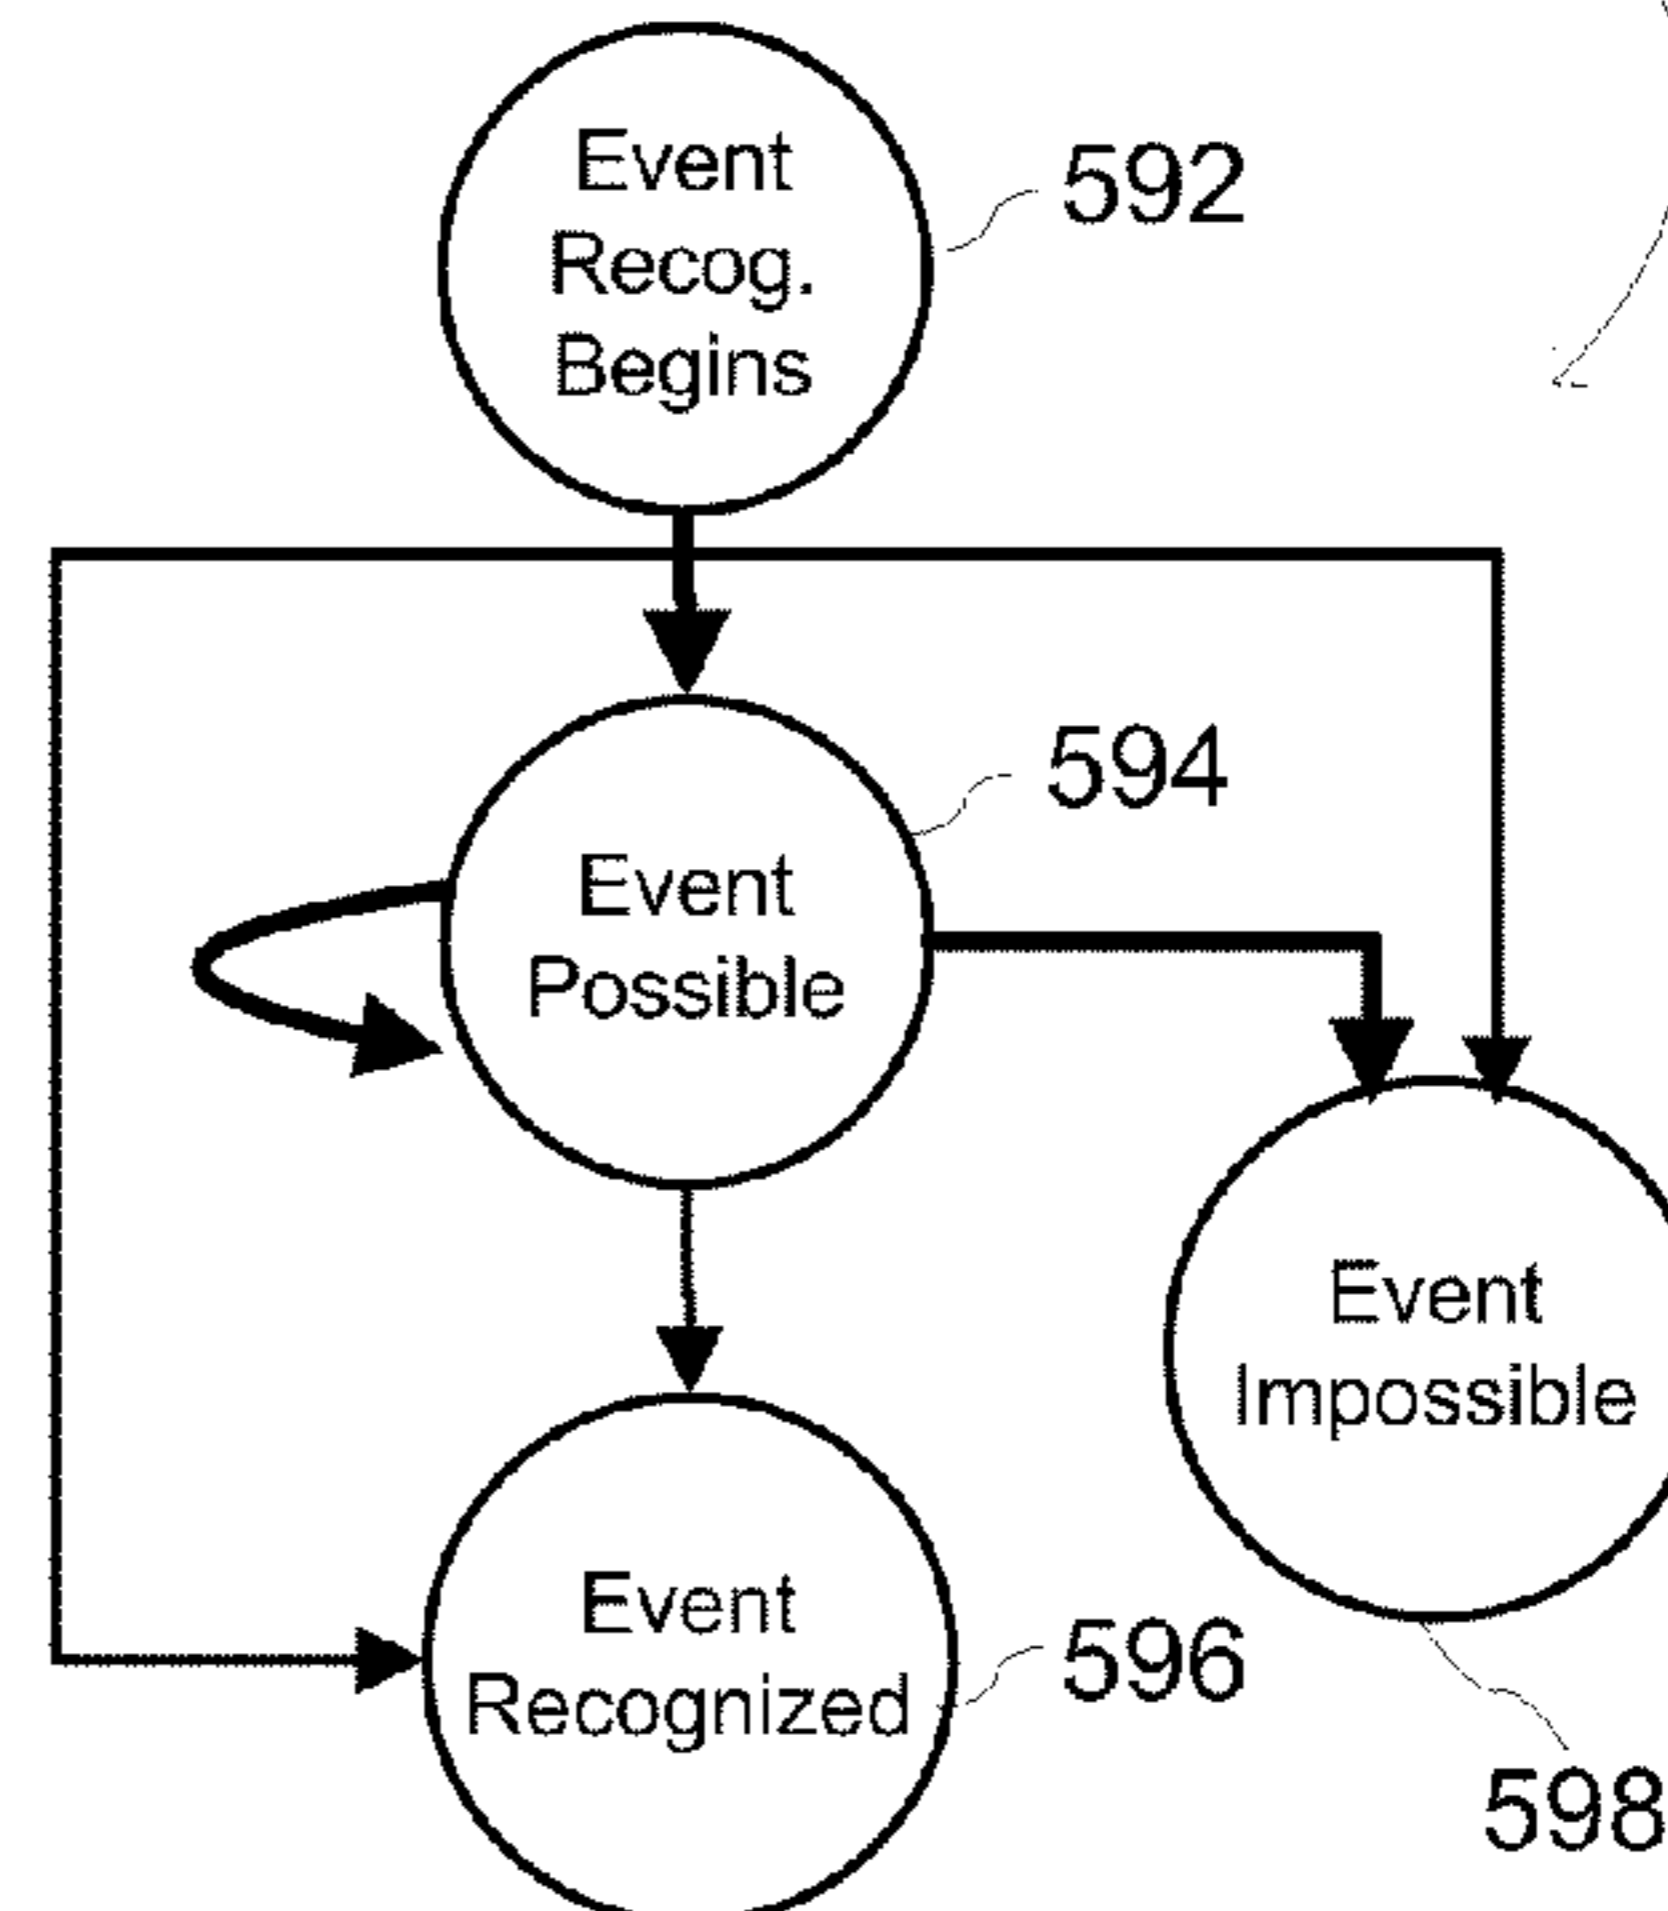 Event
Recog.
Begins
592
594
Event
Possible
Event
Impossible
Event
Recognized
596
598